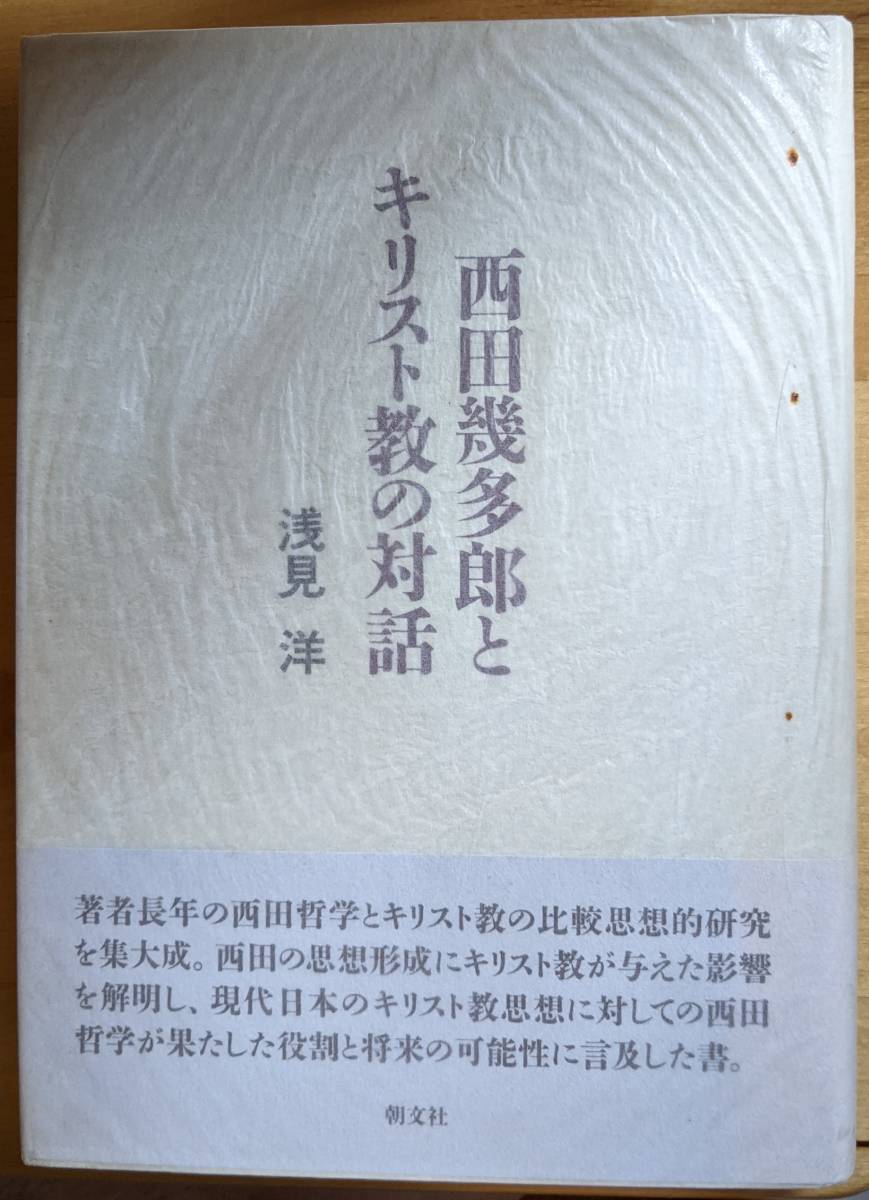 西田幾多郎と
キリスト教の対話
浅見 洋
著者長年の西田哲学とキリスト教の比較思想的研究
を集大成。西田の思想形成にキリスト教が与えた影響
を解明し、現代日本のキリスト教思想に対しての西田
哲学が果たした役割と将来の可能性に言及した書。
朝文社